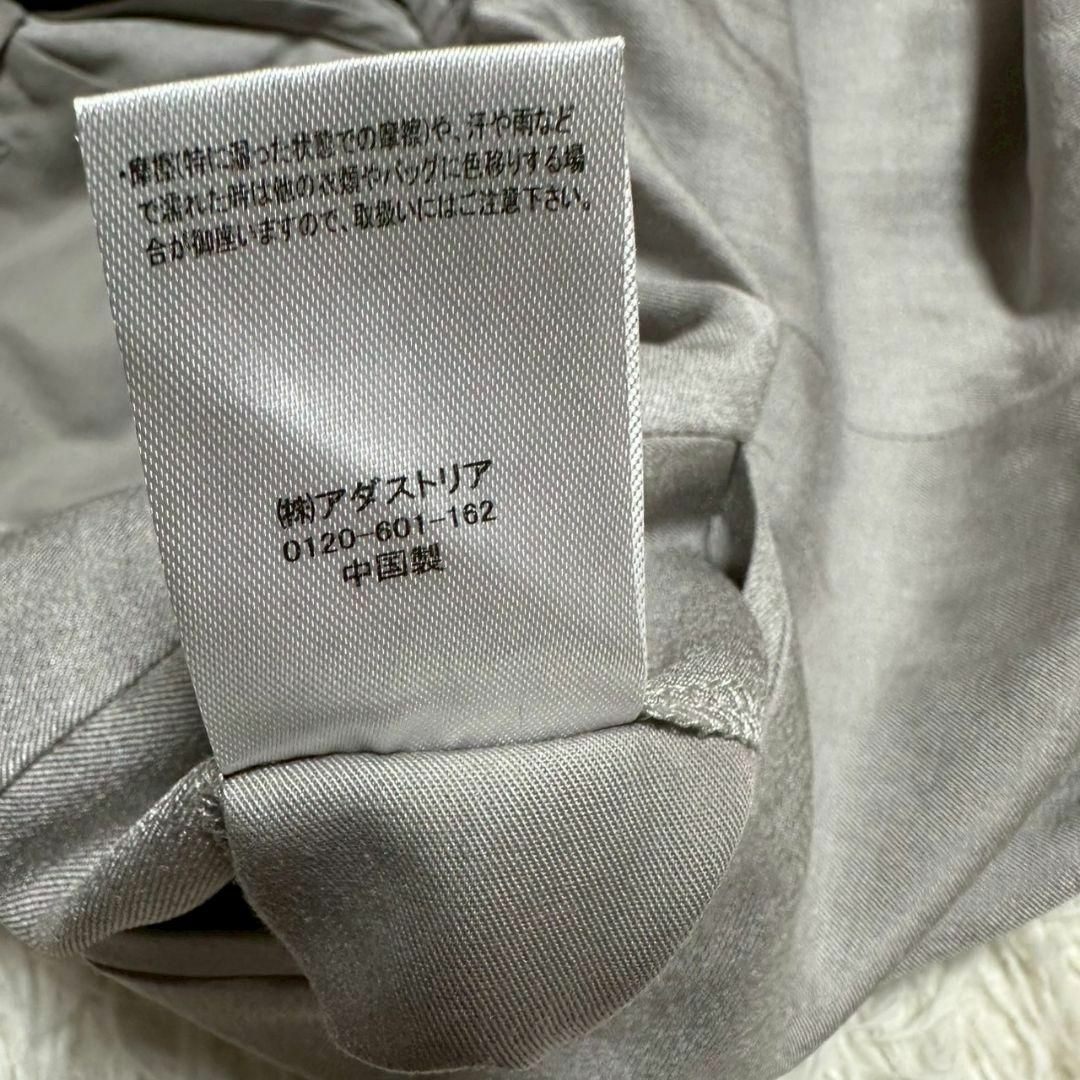 ・摩擦(特に湿った状態での摩擦)や、汗や雨など
で濡れた時は他の衣類やバッグに色移りする場
合が御座いますので、取扱いにはご注意下さい。
㈱アダストリア
0120-601-162
中国製